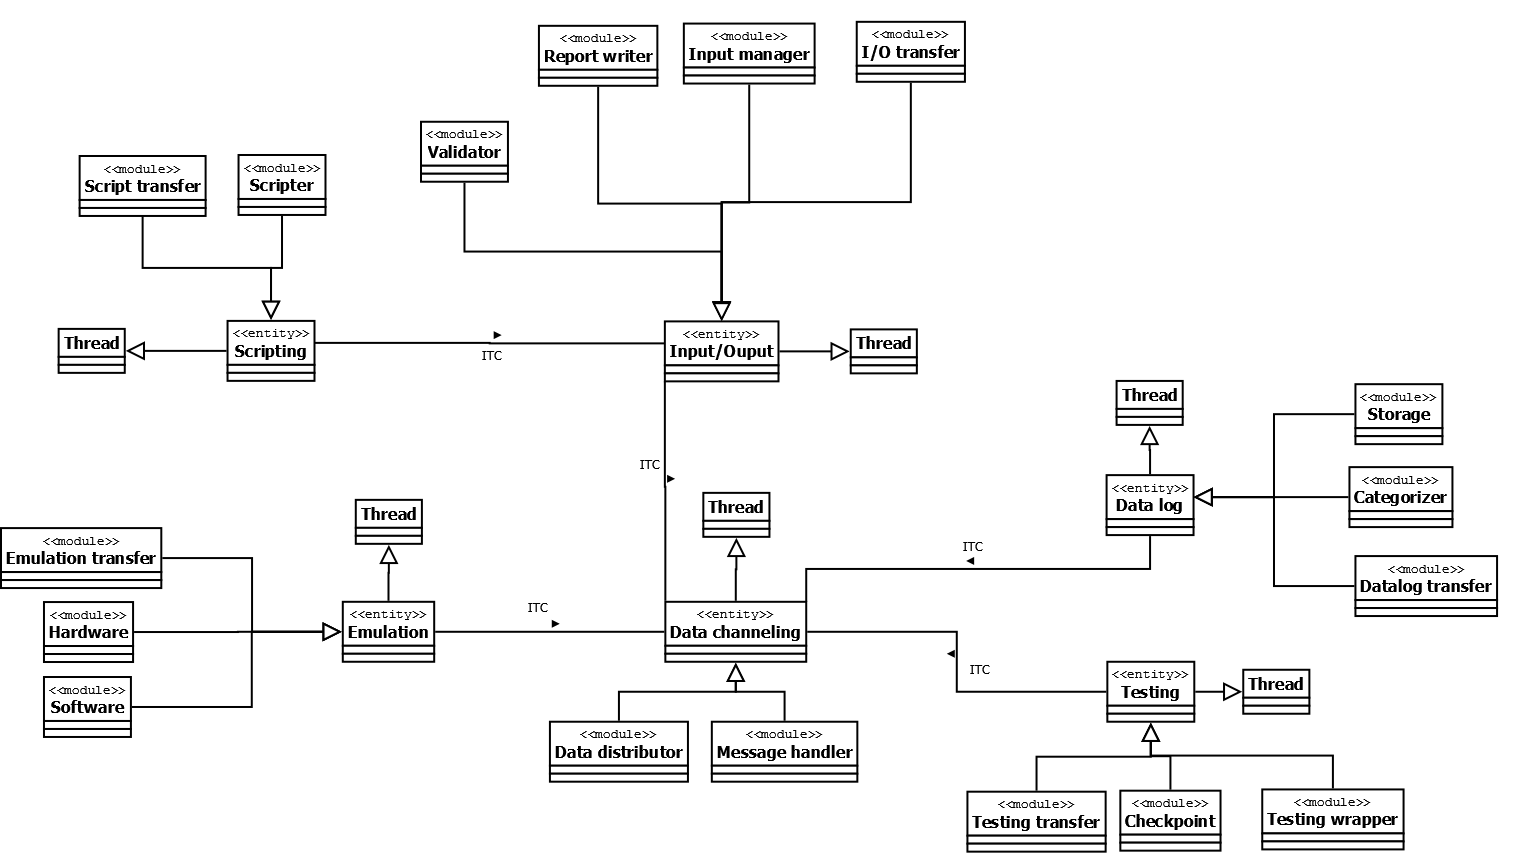 <<module>>
Report writer
<<module>>
Input manager
<<module>>
I/O transfer
<<module>>
Validator
<<module>>
Script transfer
<<module>>
Scripter
Thread
<<entity>>
Scripting
ITC
<<entity>>
Input/Ouput
Thread
Thread
<<module>>
Storage
ITC
<<module>>
Categorizer
<<entity>>
Data log
Thread
Thread
<<module>>
Emulation transfer
ITC
<<module>>
Datalog transfer
<<module>>
Hardware
<<entity>>
Emulation
ITC
<<entity>>
Data channeling
ITC
<<entity>>
Testing
Thread
<<module>>
Software
<<module>>
Data distributor
<<module>>
Message handler
<<module>>
Testing transfer
<<module>>
Checkpoint
<<module>>
Testing wrapper